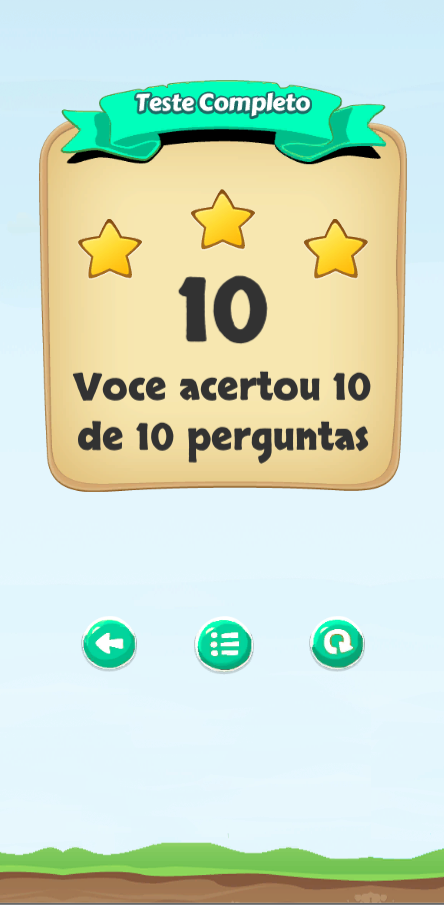 Teste Completo
10
Voce acertou 10
de 10 perguntas